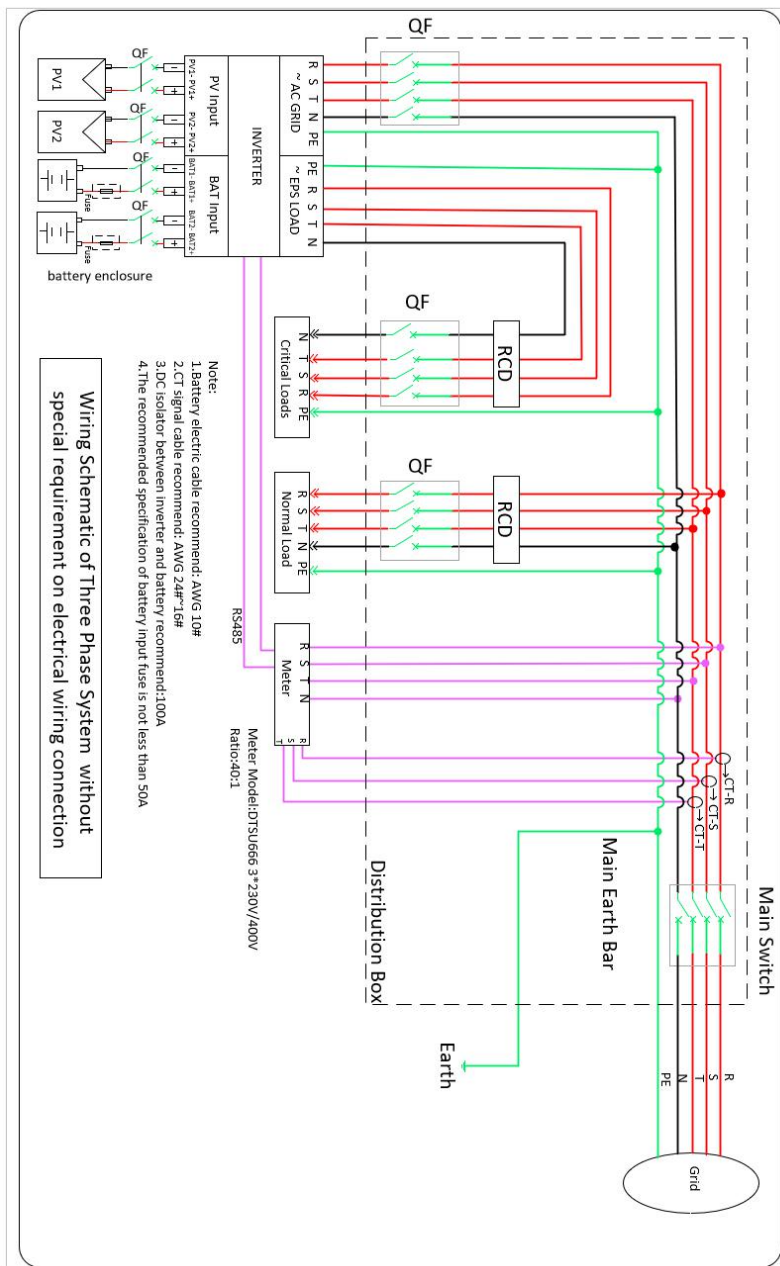 QF
QF
PV1
PV1- PV1+
QF
PV2
PV2- PV2+
PV Input
QF
BAT1- BAT1+
Fuse
QF
BAT2- BAT2+
Fuse
BAT Input
battery enclosure
INVERTER
R S T N PE
~ AC GRID
PE R S T N
~ EPS LOAD
QF
RCD
N T S R PE
Critical Loads
QF
RCD
R S T N PE
Normal Load
RS485
R S T N
Meter
R S T
Meter Model:DTSU666 3*230V/400V
Ratio:40:1
CT-R
CT-S
CT-T
Main Switch
Main Earth Bar
Distribution Box
Earth
R
S
T
N
PE
Grid
Note:
1.Battery electric cable recommend: AWG 10#
2.CT signal cable recommend: AWG 24#~16#
3.DC isolator between inverter and battery recommend:100A
4.The recommended specification of battery input fuse is not less than 50A
Wiring Schematic of Three Phase System without
special requirement on electrical wiring connection